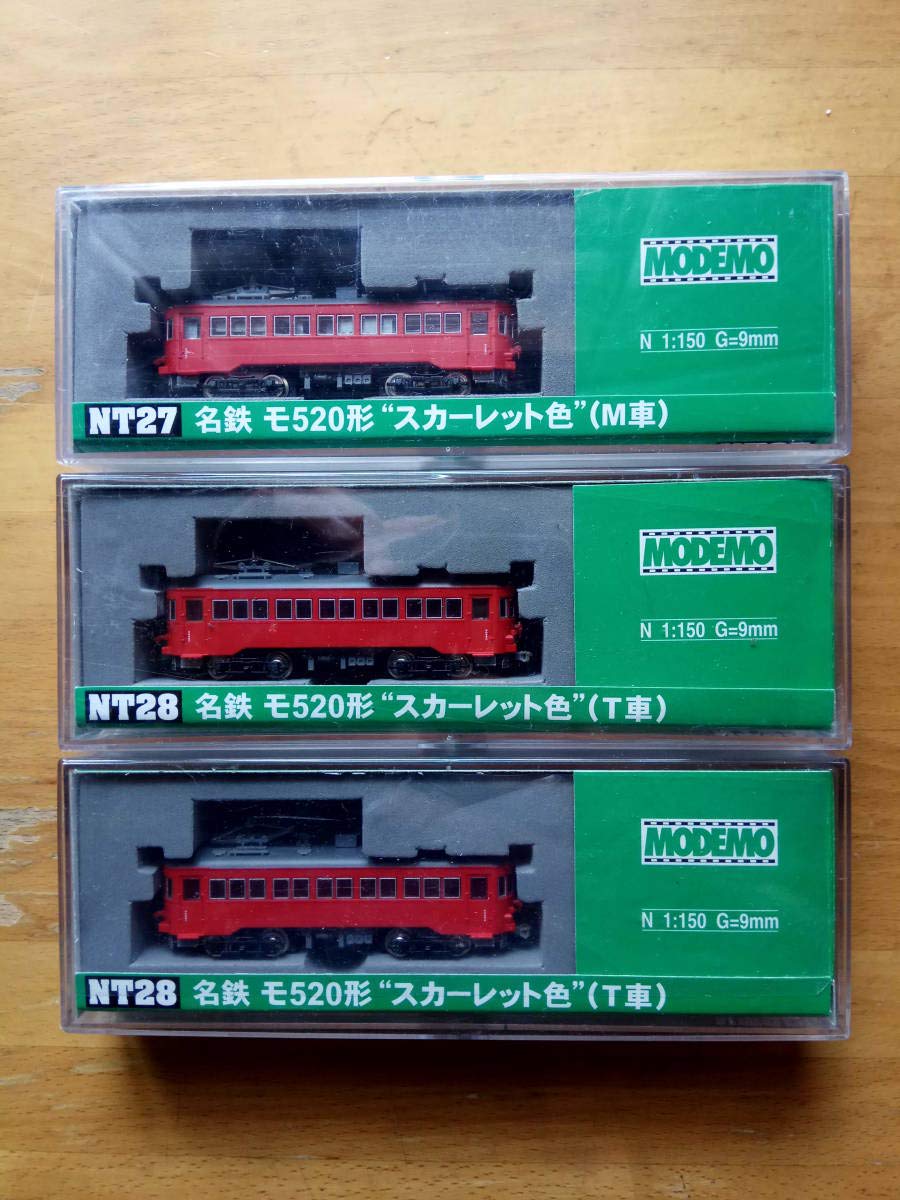 MODEMO
N 1:150 G=9mm
NT27 名鉄 モ520形 “スカーレット色”(M車)
MODEMO
N 1:150 G=9mm
NT28 名鉄 モ520形 “スカーレット色”(T車)
MODEMO
N 1:150 G=9mm
NT28 名鉄 モ520形 “スカーレット色”(T車)